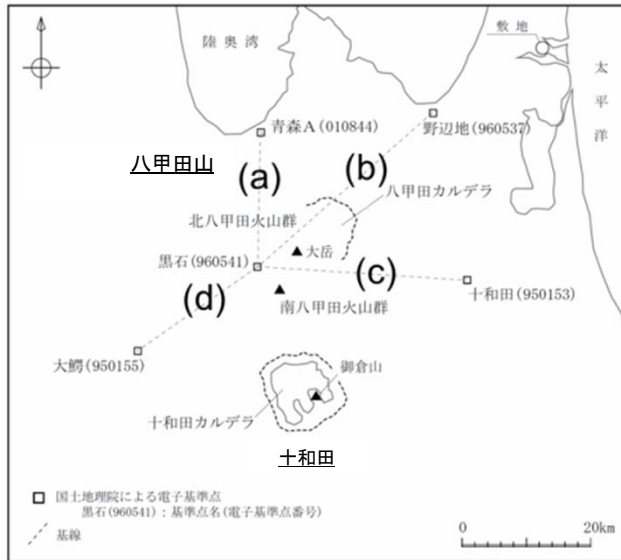 陸奥湾
敷地
太平洋
青森A(010844)
野辺地(960537)
八甲田山
(a)
(b)
八甲田カルデラ
北八甲田火山群
大岳
黒石(960541)
(c)
(d)
十和田(950153)
南八甲田火山群
大鰐(950155)
御倉山
十和田カルデラ
十和田
国土地理院による電子基準点
黒石(960541):基準点名(電子基準点番号)
基線
0 20km